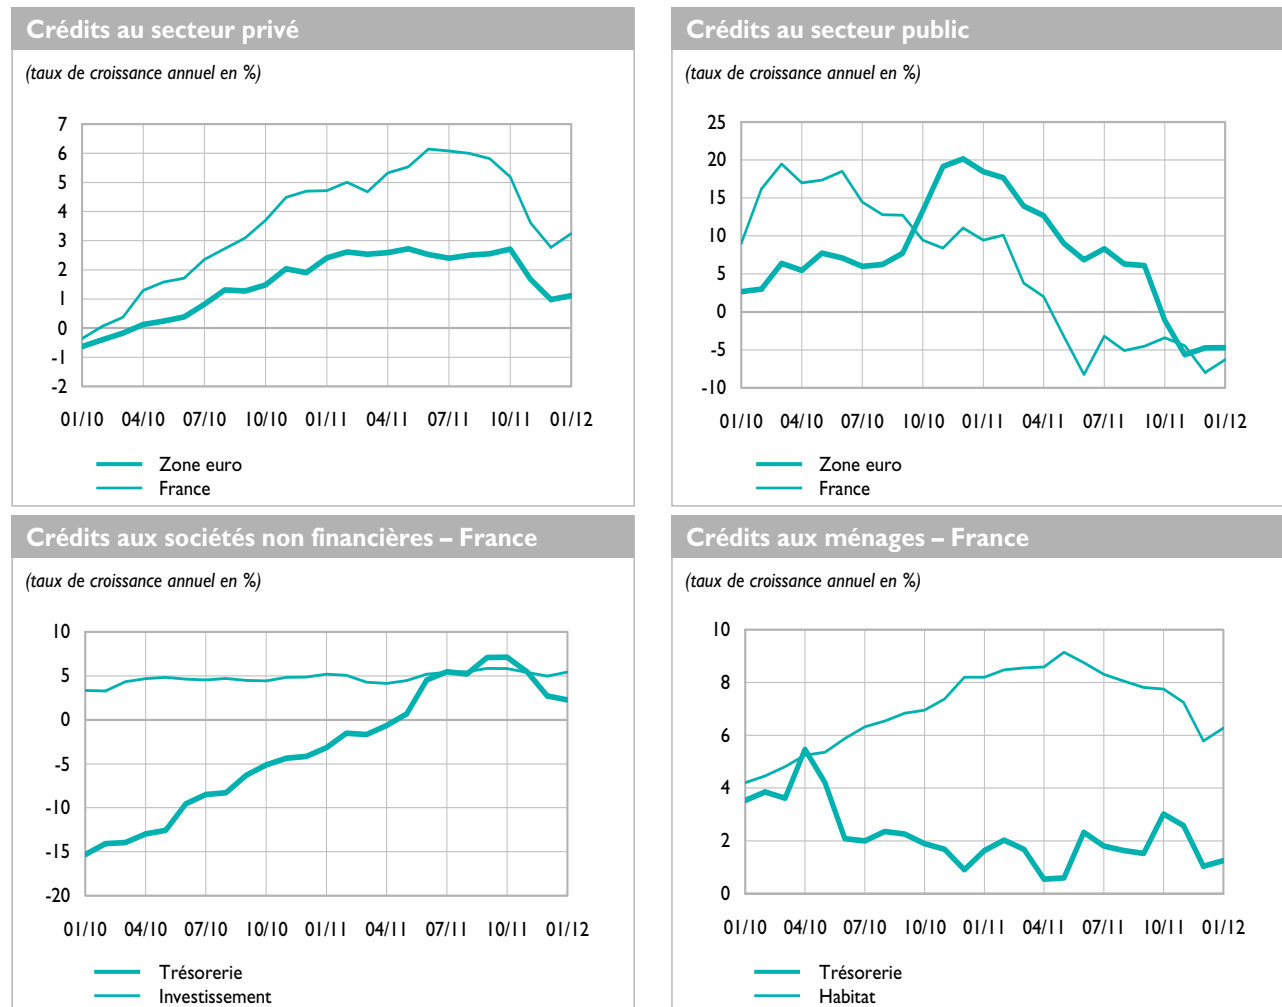 Crédits au secteur privé
(taux de croissance annuel en %)
7
6
5
4
3
2
1
0
-1
-2
01/10 04/10 07/10 10/10 01/11 04/11 07/11 10/11 01/12
Zone euro
France
Crédits au secteur public
(taux de croissance annuel en %)
25
20
15
10
5
0
-5
-10
01/10 04/10 07/10 10/10 01/11 04/11 07/11 10/11 01/12
Zone euro
France
Crédits aux sociétés non financières – France
(taux de croissance annuel en %)
10
5
0
-5
-10
-15
-20
01/10 04/10 07/10 10/10 01/11 04/11 07/11 10/11 01/12
Trésorerie
Investissement
Crédits aux ménages – France
(taux de croissance annuel en %)
10
8
6
4
2
0
01/10 04/10 07/10 10/10 01/11 04/11 07/11 10/11 01/12
Trésorerie
Habitat